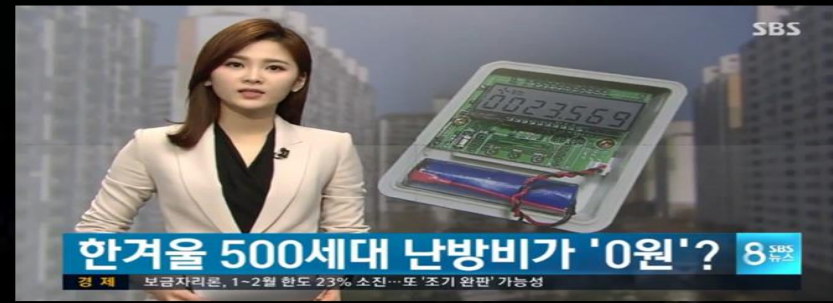 SBS
0023.569
한겨울 500세대 난방비가 '0원'?
8 SBS 뉴스
경 제 보금자리론, 1~2월 한도 23% 소진…또 '조기 완판' 가능성